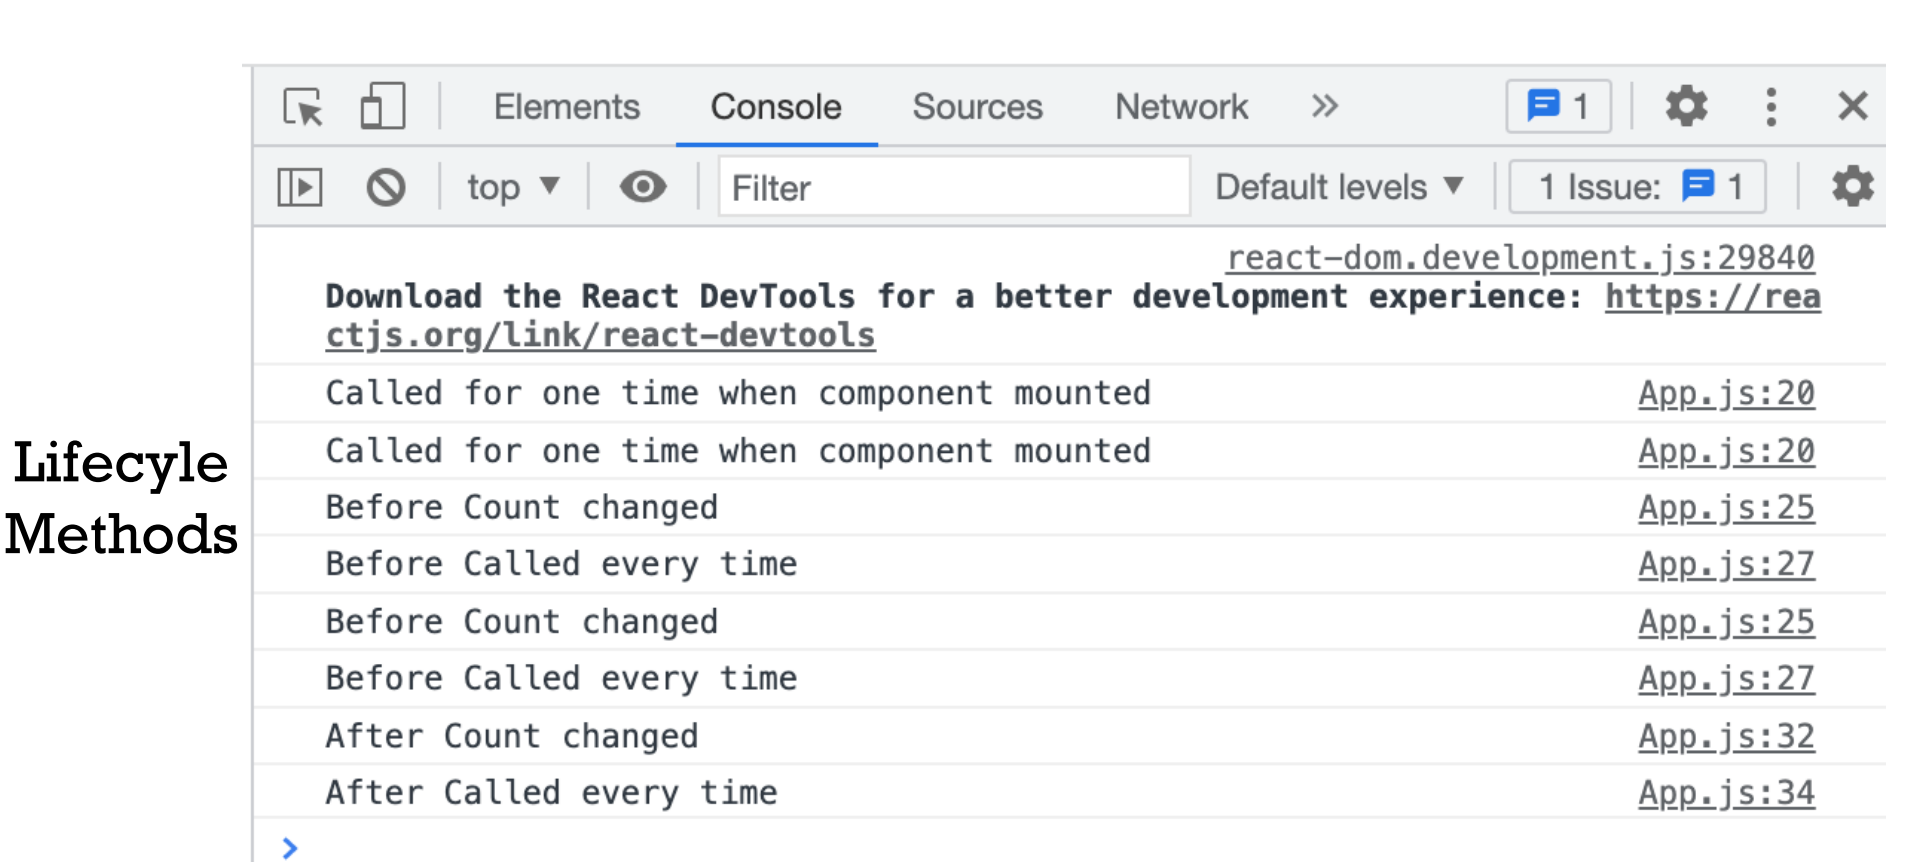 Lifecyle
Methods
Elements Console Sources Network 1
top Filter Default levels 1 Issue: 1
react-dom.development.js:29840
Download the React DevTools for a better development experience: https://rea
ctjs.org/link/react-devtools
Called for one time when component mounted App.js:20
Called for one time when component mounted App.js:20
Before Count changed App.js:25
Before Called every time App.js:27
Before Count changed App.js:25
Before Called every time App.js:27
After Count changed App.js:32
After Called every time App.js:34